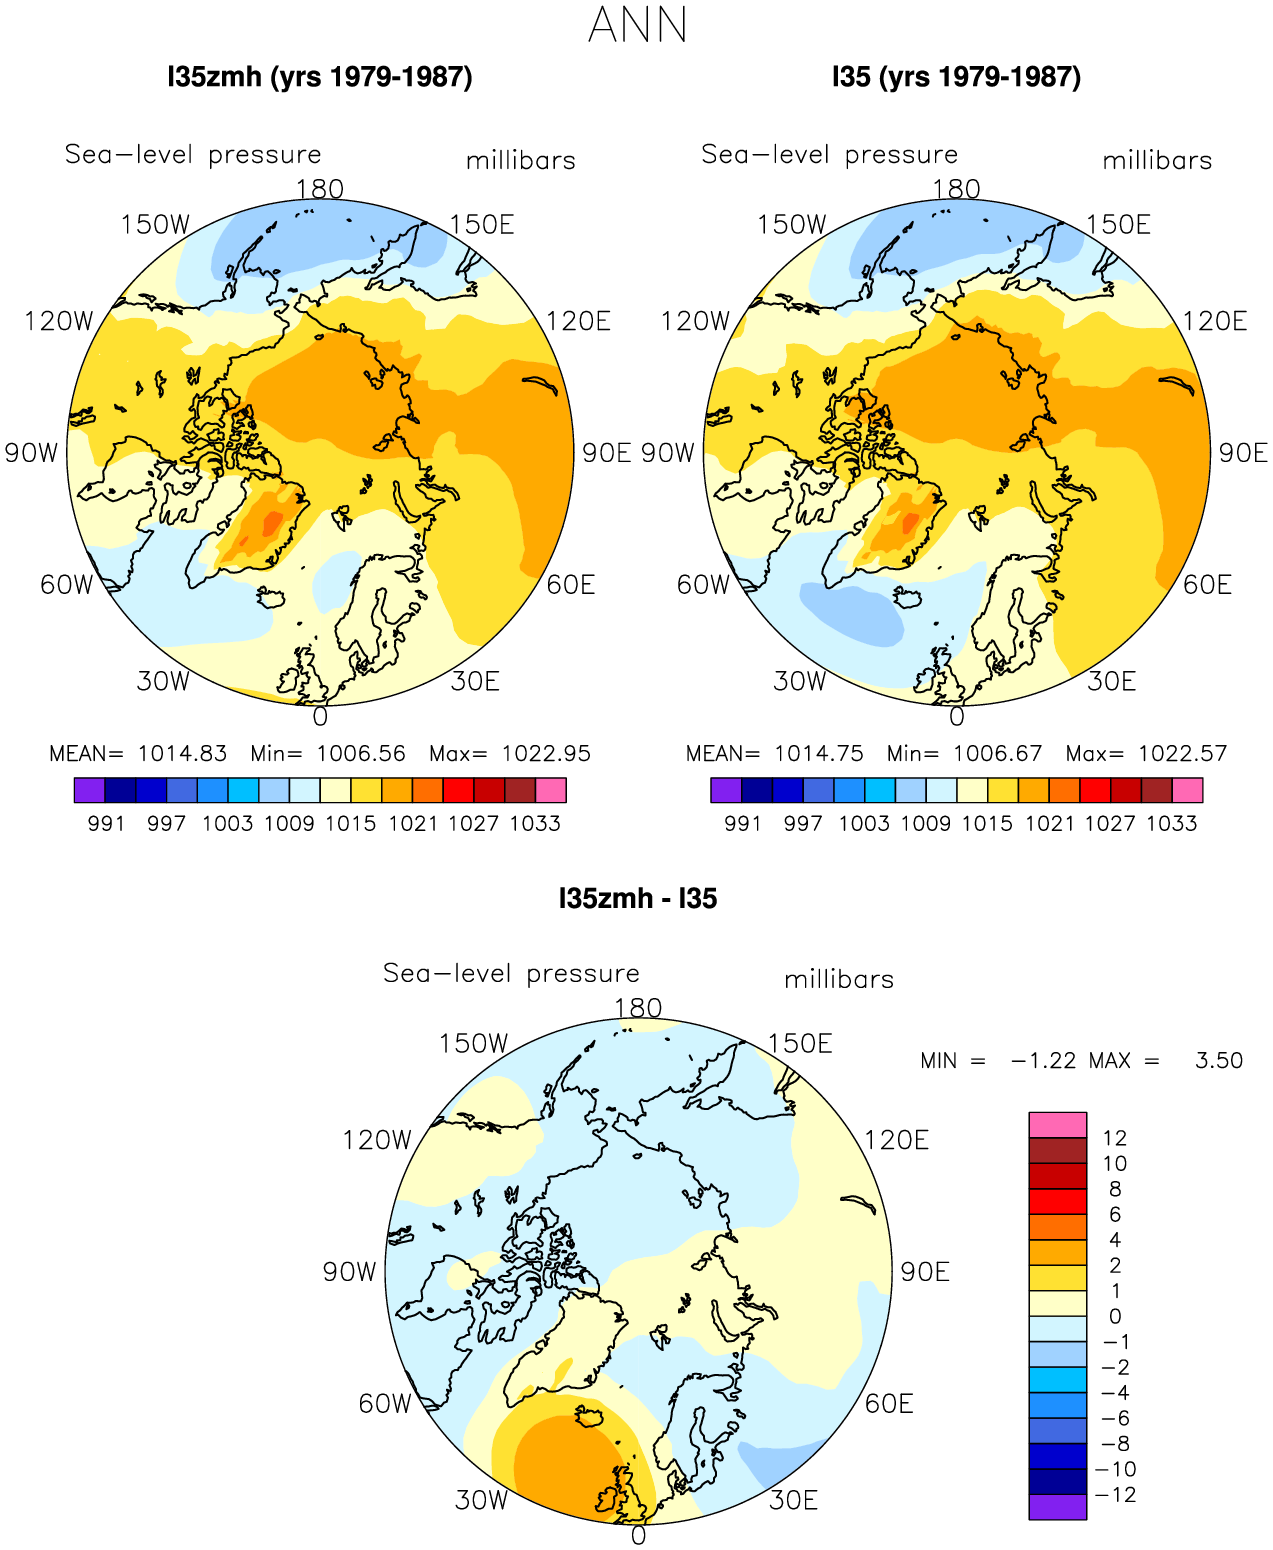 ANN
I35zmh (yrs 1979-1987)
I35 (yrs 1979-1987)
Sea-level pressure millibars
Sea-level pressure millibars
180
150W 150E
120W 120E
90W 90E
60W 60E
30W 30E
0
180
150W 150E
120W 120E
90W 90E
60W 60E
30W 30E
0
MEAN= 1014.83 Min= 1006.56 Max= 1022.95
991 997 1003 1009 1015 1021 1027 1033
MEAN= 1014.75 Min= 1006.67 Max= 1022.57
991 997 1003 1009 1015 1021 1027 1033
I35zmh - I35
Sea-level pressure millibars
180
150W 150E
120W 120E
90W 90E
60W 60E
30W 30E
0
MIN = -1.22 MAX = 3.50
12
10
8
6
4
2
1
0
-1
-2
-4
-6
-8
-10
-12